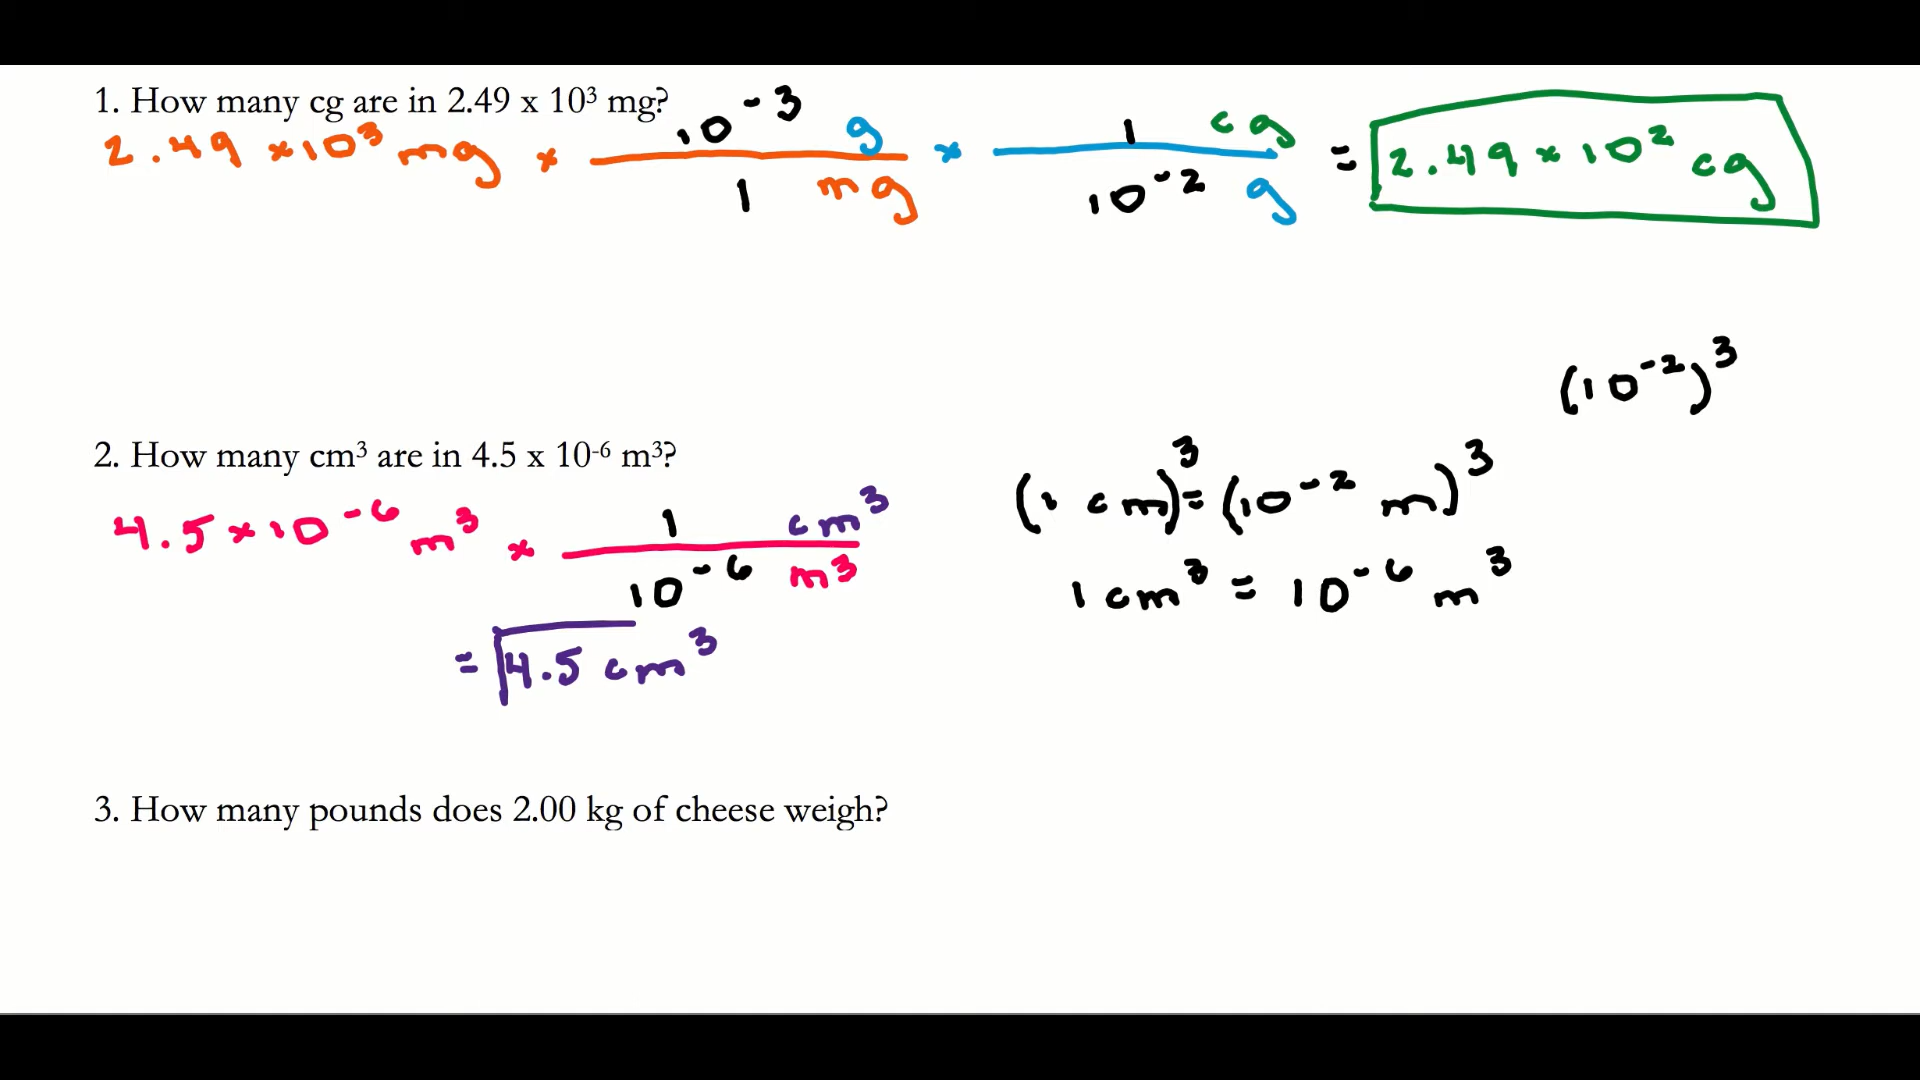 1. How many cg are in 2.49 x 10³ mg?
2.49 × 10³ mg × 10⁻³ g / 1 mg × 1 cg / 10⁻² g = 2.49 × 10² cg
(10⁻²)³
2. How many cm³ are in 4.5 x 10⁻⁶ m³?
4.5 × 10⁻⁶ m³ × 1 cm³ / 10⁻⁶ m³
= 4.5 cm³
(1 cm)³ = (10⁻² m)³
1 cm³ = 10⁻⁶ m³
3. How many pounds does 2.00 kg of cheese weigh?